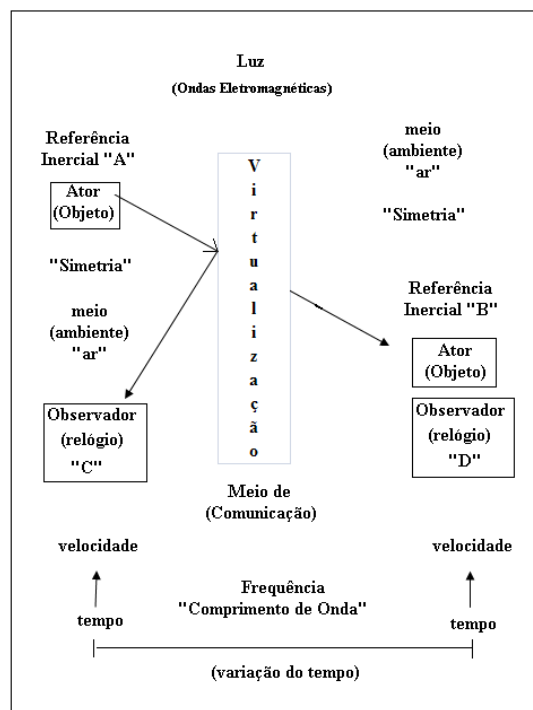 Luz
(Ondas Eletromagnéticas)
Referência
Inercial "A"
Ator
(Objeto)
"Simetria"
meio
(ambiente)
"ar"
Observador
(relógio)
"C"
velocidade
tempo
Virtualização
Meio de
(Comunicação)
Frequência
"Comprimento de Onda"
(variação do tempo)
meio
(ambiente)
"ar"
"Simetria"
Referência
Inercial "B"
Ator
(Objeto)
Observador
(relógio)
"D"
velocidade
tempo